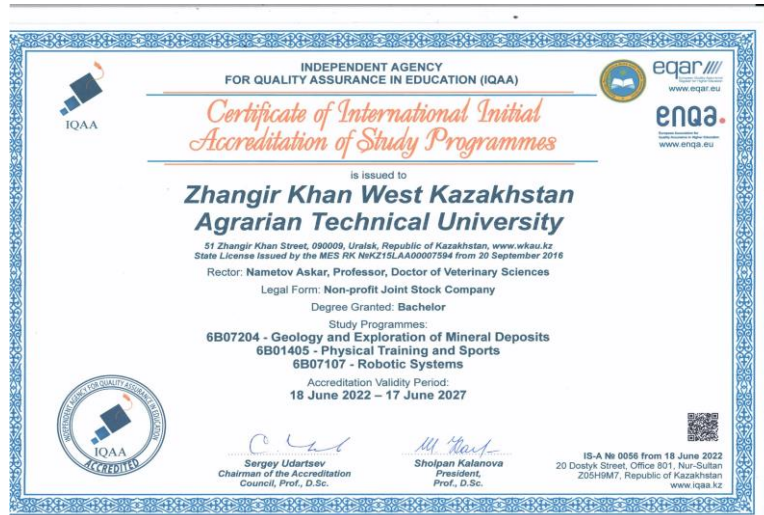 INDEPENDENT AGENCY
FOR QUALITY ASSURANCE IN EDUCATION (IQAA)
IQAA
eqar
www.eqar.eu
enqa.
www.enqa.eu
Certificate of International Initial
Accreditation of Study Programmes
is issued to
Zhangir Khan West Kazakhstan
Agrarian Technical University
51 Zhangir Khan Street, 090009, Uralsk, Republic of Kazakhstan, www.wkau.kz
State License Issued by the MES RK №KZ15LAA00007594 from 20 September 2016
Rector: Nametov Askar, Professor, Doctor of Veterinary Sciences
Legal Form: Non-profit Joint Stock Company
Degree Granted: Bachelor
Study Programmes:
6B07204 - Geology and Exploration of Mineral Deposits
6B01405 - Physical Training and Sports
6B07107 - Robotic Systems
Accreditation Validity Period:
18 June 2022 – 17 June 2027
INDEPENDENT AGENCY FOR QUALITY ASSURANCE IN EDUCATION
IQAA
ACCREDITED
Sergey Udartsev
Chairman of the Accreditation
Council, Prof., D.Sc.
Sholpan Kalanova
President,
Prof., D.Sc.
IS-A № 0056 from 18 June 2022
20 Dostyk Street, Office 801, Nur-Sultan
Z05H9M7, Republic of Kazakhstan
www.iqaa.kz